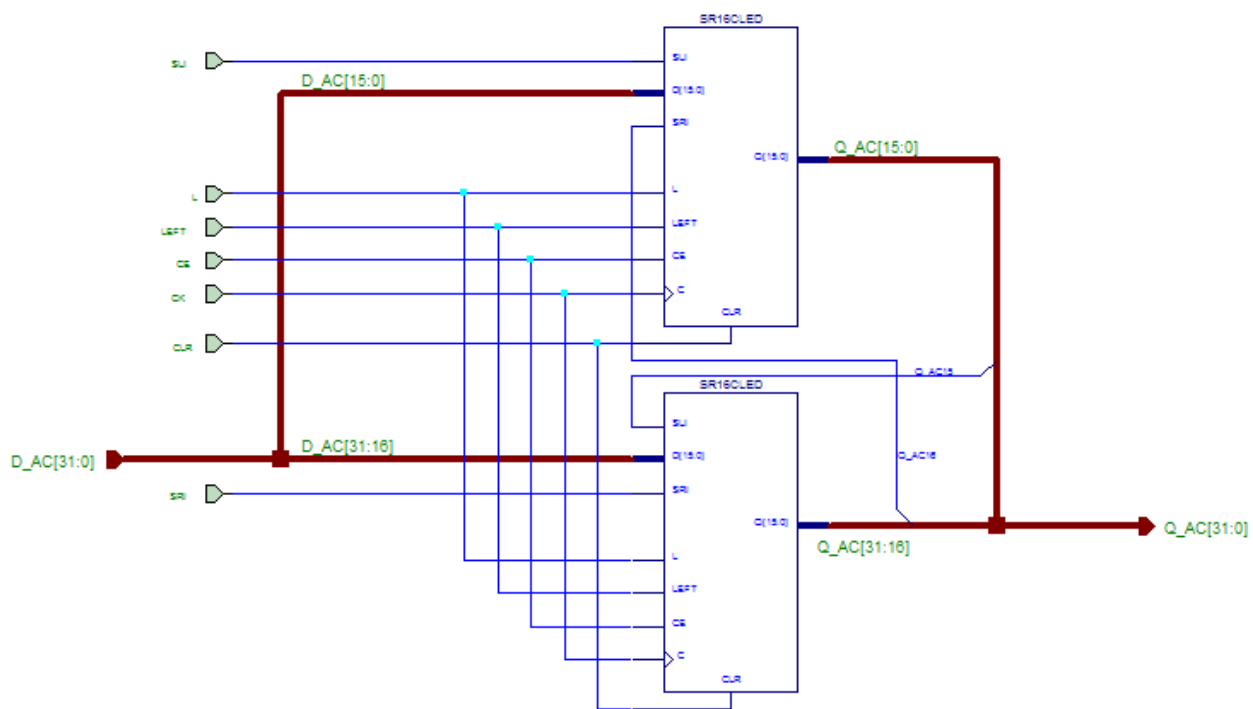 SR16CLED
SLI
SLI
D_AC[15:0]
D(15:0)
SRI
Q_AC[15:0]
Q(15:0)
L
L
LEFT
LEFT
CE
CE
CK
C
CLR
CLR
SR16CLED
Q_AC15
SLI
D_AC[31:0]
D_AC[31:16]
D(15:0)
Q_AC16
SRI
SRI
Q(15:0)
Q_AC[31:0]
Q_AC[31:16]
L
LEFT
CE
C
CLR